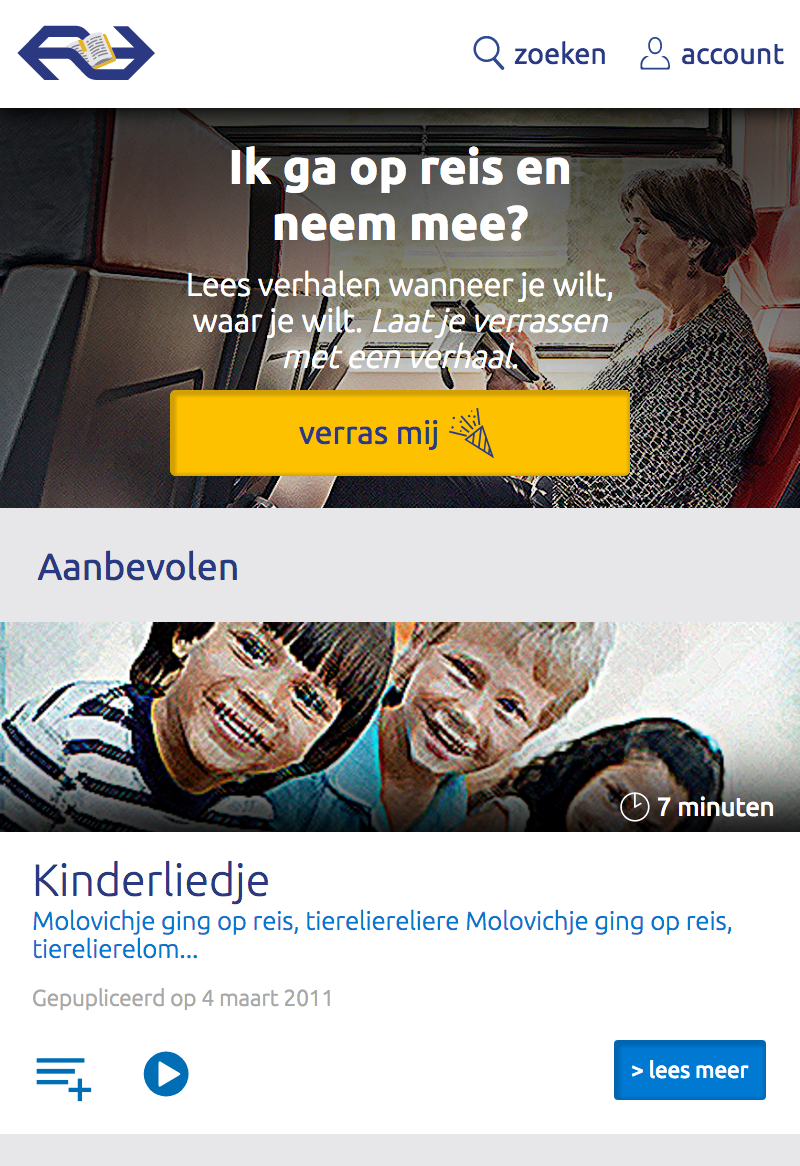 zoeken account
Ik ga op reis en
neem mee?
Lees verhalen wanneer je wilt,
waar je wilt. Laat je verrassen
met een verhaal.
verras mij
Aanbevolen
7 minuten
Kinderliedje
Molovichje ging op reis, tiereliereliere Molovichje ging op reis,
tierelierelom...
Gepupliceerd op 4 maart 2011
> lees meer